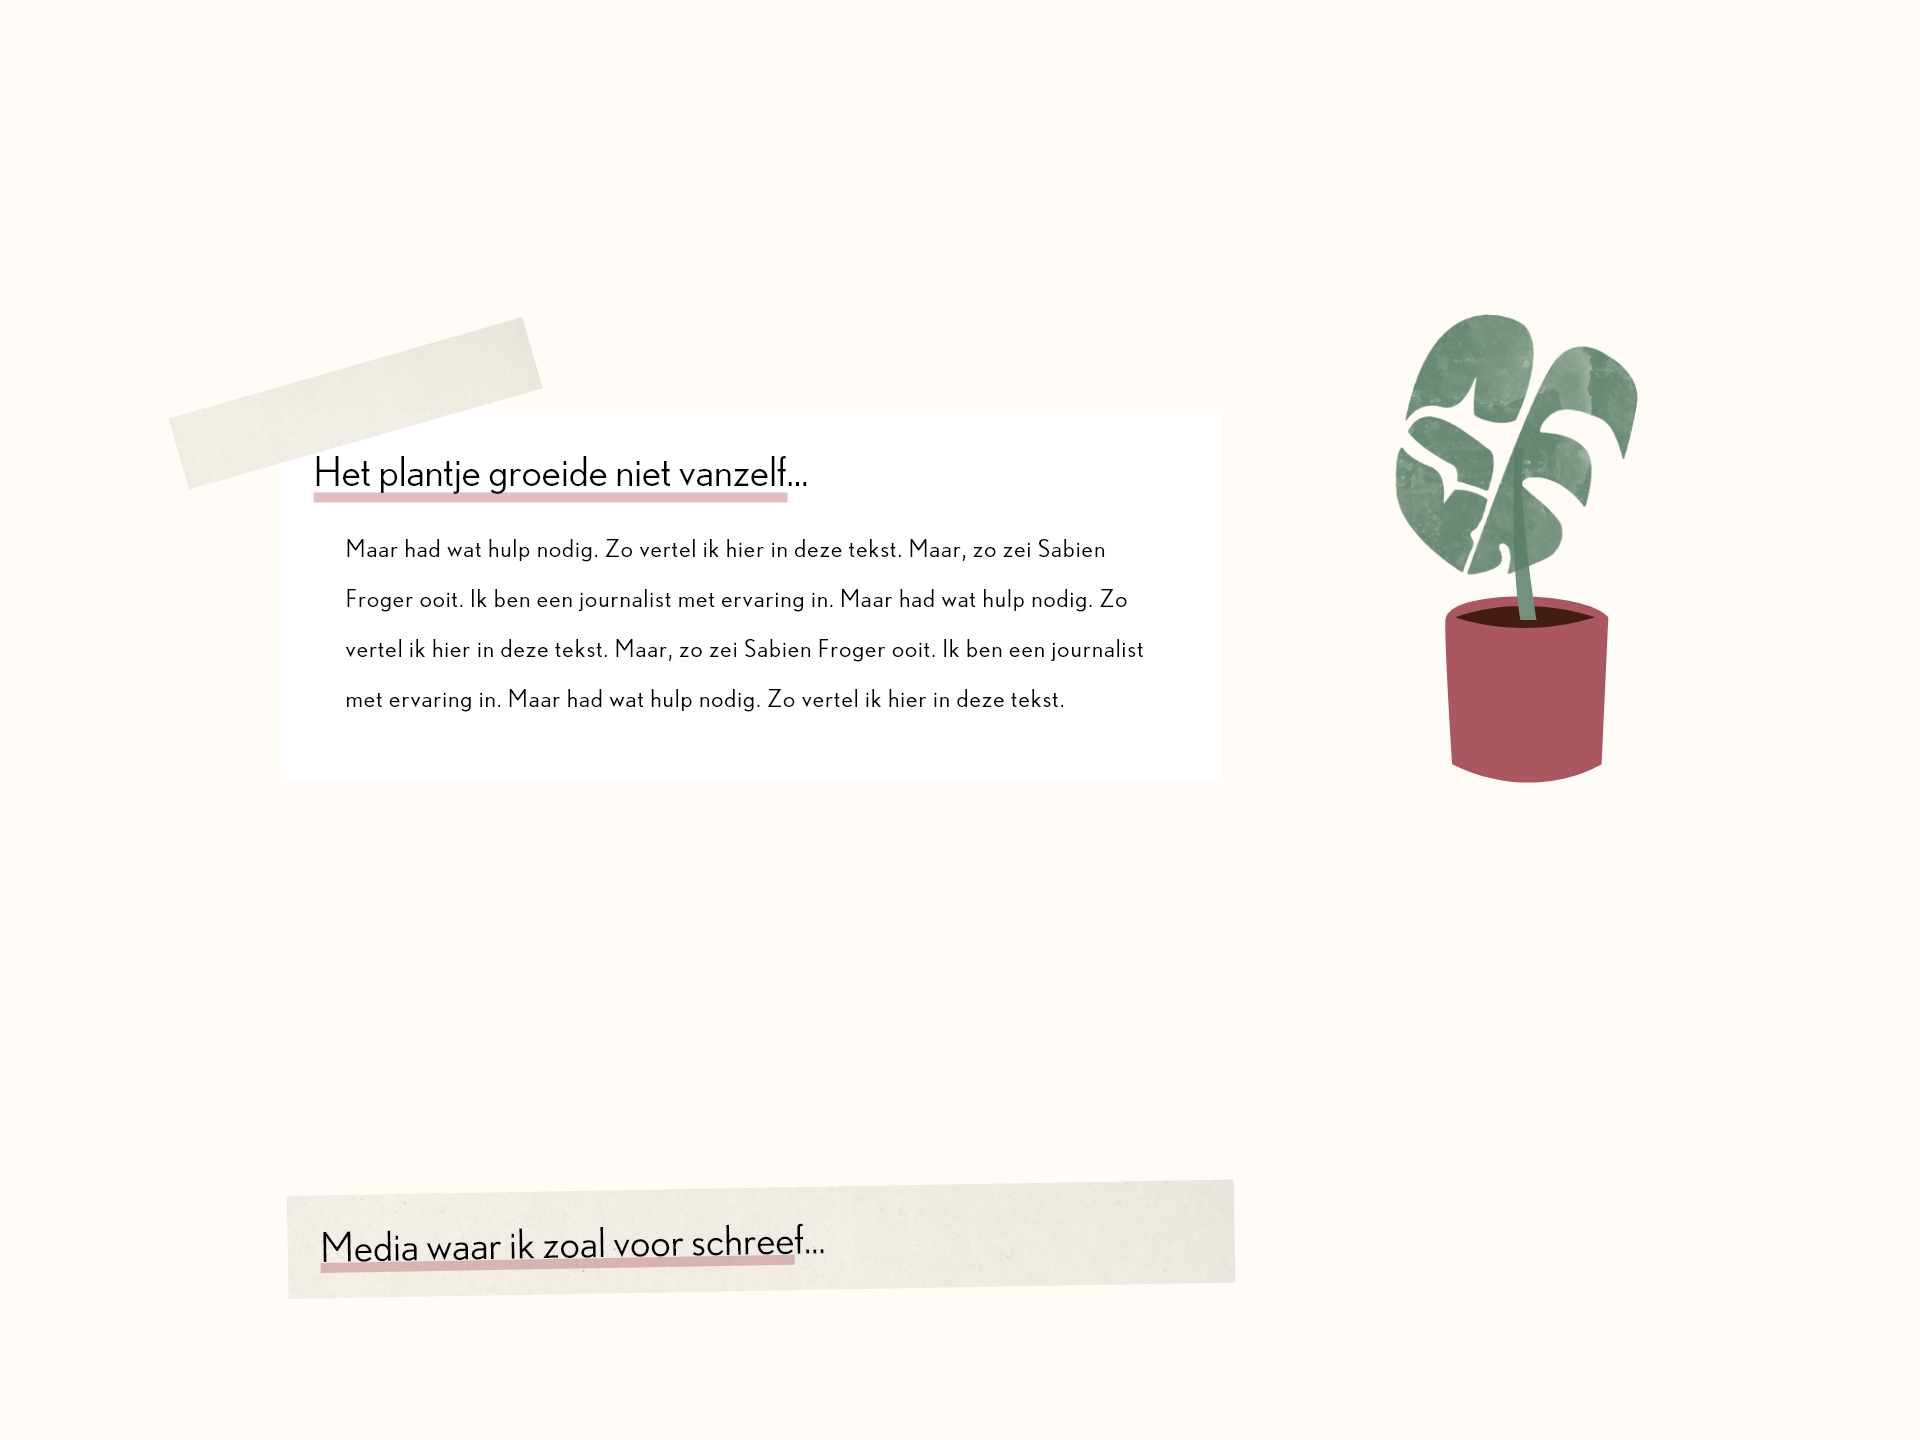 Het plantje groeide niet vanzelf...
Maar had wat hulp nodig. Zo vertel ik hier in deze tekst. Maar, zo zei Sabien
Froger ooit. Ik ben een journalist met ervaring in. Maar had wat hulp nodig. Zo
vertel ik hier in deze tekst. Maar, zo zei Sabien Froger ooit. Ik ben een journalist
met ervaring in. Maar had wat hulp nodig. Zo vertel ik hier in deze tekst.
Media waar ik zoal voor schreef...